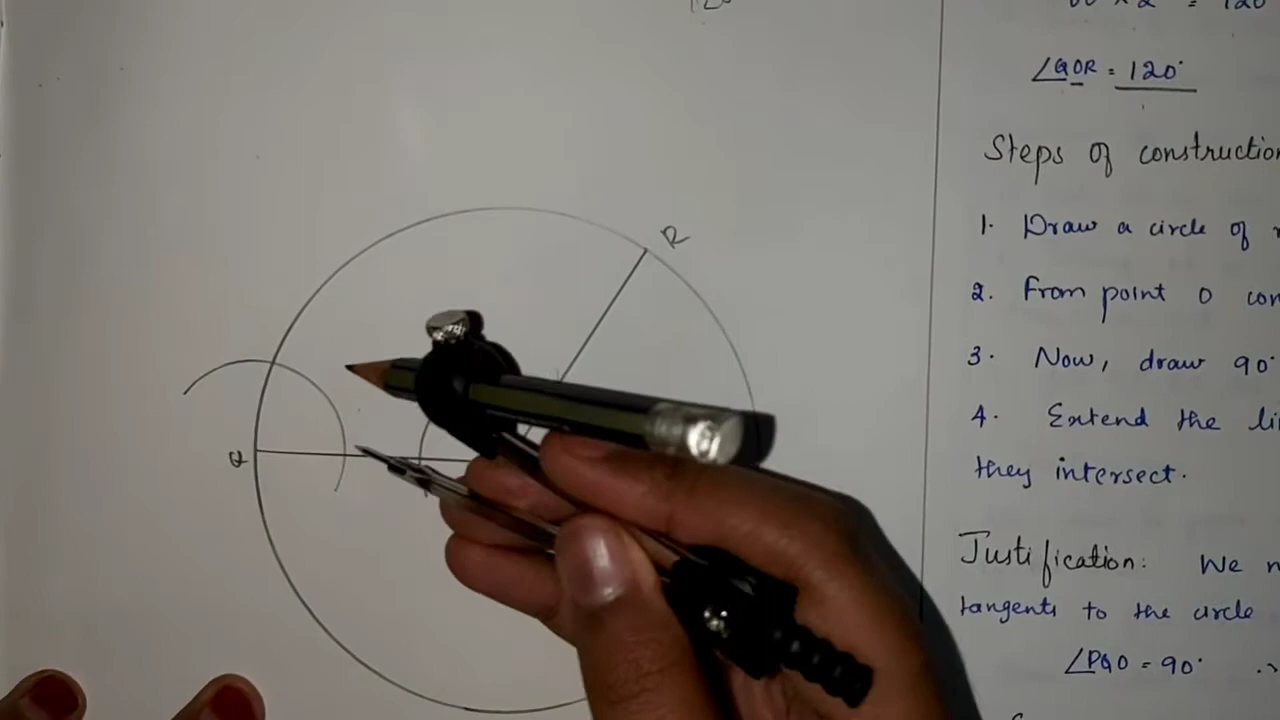 120
∠QOR = 120°
Steps of construction
1. Draw a circle of
2. From point O
3. Now, draw 90°
4. Extend the
they intersect.
Justification: We
tangents to the circle
∠PQO = 90°
R
Q